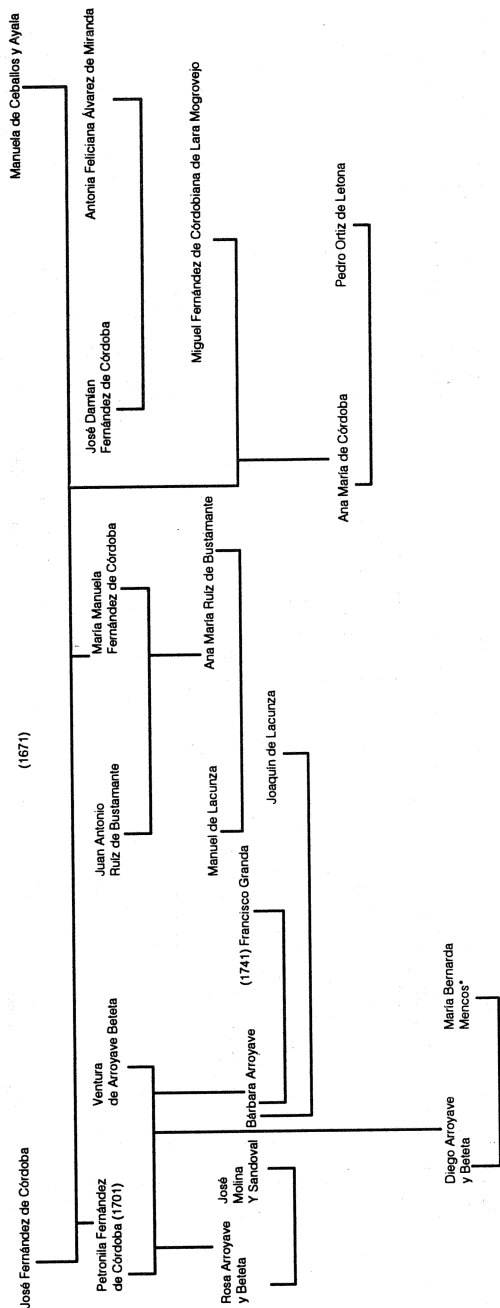 José Fernández de Córdoba
(1671)
Manuela de Ceballos y Ayala
Petronila Fernández
de Córdoba (1701)
Ventura
de Arroyave Beteta
Juan Antonio
Ruíz de Bustamante
María Manuela
Fernández de Córdoba
José Damían
Fernández de Córdoba
Antonia Feliciana Álvarez de Miranda
Rosa Arroyave
y Beteta
José
Molina
Y Sandoval
Bárbara Arroyave
(1741) Francisco Granda
Manuel de Lacunza
Ana María Ruíz de Bustámante
Miguel Fernández de Córdobiana de Lara Mogrovejo
Joaquín de Lacunza
Ana María de Córdoba
Pedro Ortiz de Letona
Diego Arroyave
y Beteta
María Bernarda
Mencos*